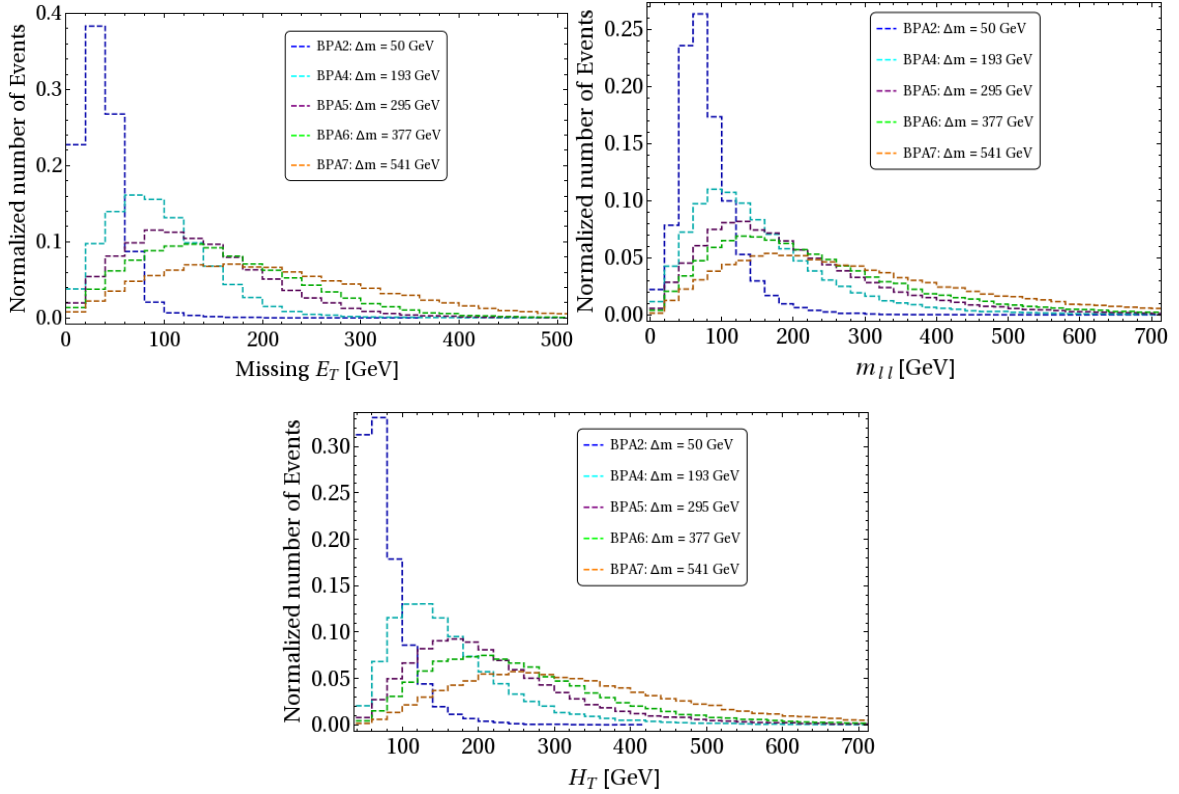 Normalized number of Events
0.4
0.3
0.2
0.1
0.0
BPA2: Δm = 50 GeV
BPA4: Δm = 193 GeV
BPA5: Δm = 295 GeV
BPA6: Δm = 377 GeV
BPA7: Δm = 541 GeV
0 100 200 300 400 500
Missing E_T [GeV]
Normalized number of Events
0.25
0.20
0.15
0.10
0.05
0.00
BPA2: Δm = 50 GeV
BPA4: Δm = 193 GeV
BPA5: Δm = 295 GeV
BPA6: Δm = 377 GeV
BPA7: Δm = 541 GeV
0 100 200 300 400 500 600 700
m_{l l} [GeV]
Normalized number of Events
0.30
0.25
0.20
0.15
0.10
0.05
0.00
BPA2: Δm = 50 GeV
BPA4: Δm = 193 GeV
BPA5: Δm = 295 GeV
BPA6: Δm = 377 GeV
BPA7: Δm = 541 GeV
100 200 300 400 500 600 700
H_T [GeV]